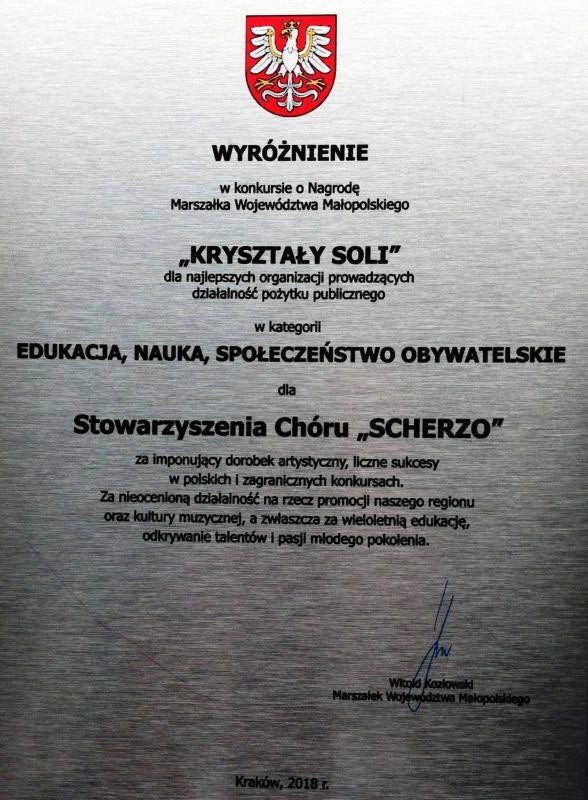 WYRÓŻNIENIE
w konkursie o Nagrodę
Marszałka Województwa Małopolskiego
„KRYSZTAŁY SOLI”
dla najlepszych organizacji prowadzących
działalność pożytku publicznego
w kategorii
EDUKACJA, NAUKA, SPOŁECZEŃSTWO OBYWATELSKIE
dla
Stowarzyszenia Chóru „SCHERZO”
za imponujący dorobek artystyczny, liczne sukcesy
w polskich i zagranicznych konkursach.
Za nieocenioną działalność na rzecz promocji naszego regionu
oraz kultury muzycznej, a zwłaszcza za wieloletnią edukację,
odkrywanie talentów i pasji młodego pokolenia.
Witold Kozłowski
Marszałek Województwa Małopolskiego
Kraków, 2018 r.